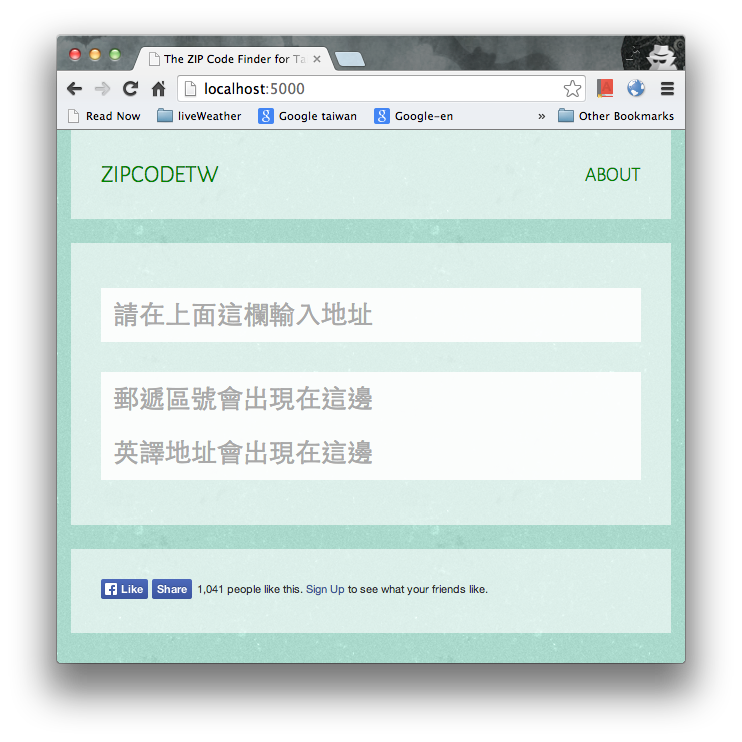 The ZIP Code Finder for Ta
localhost:5000
Read Now liveWeather Google taiwan Google-en » Other Bookmarks
ZIPCODETW ABOUT
請在上面這欄輸入地址
郵遞區號會出現在這邊
英譯地址會出現在這邊
Like Share 1,041 people like this. Sign Up to see what your friends like.